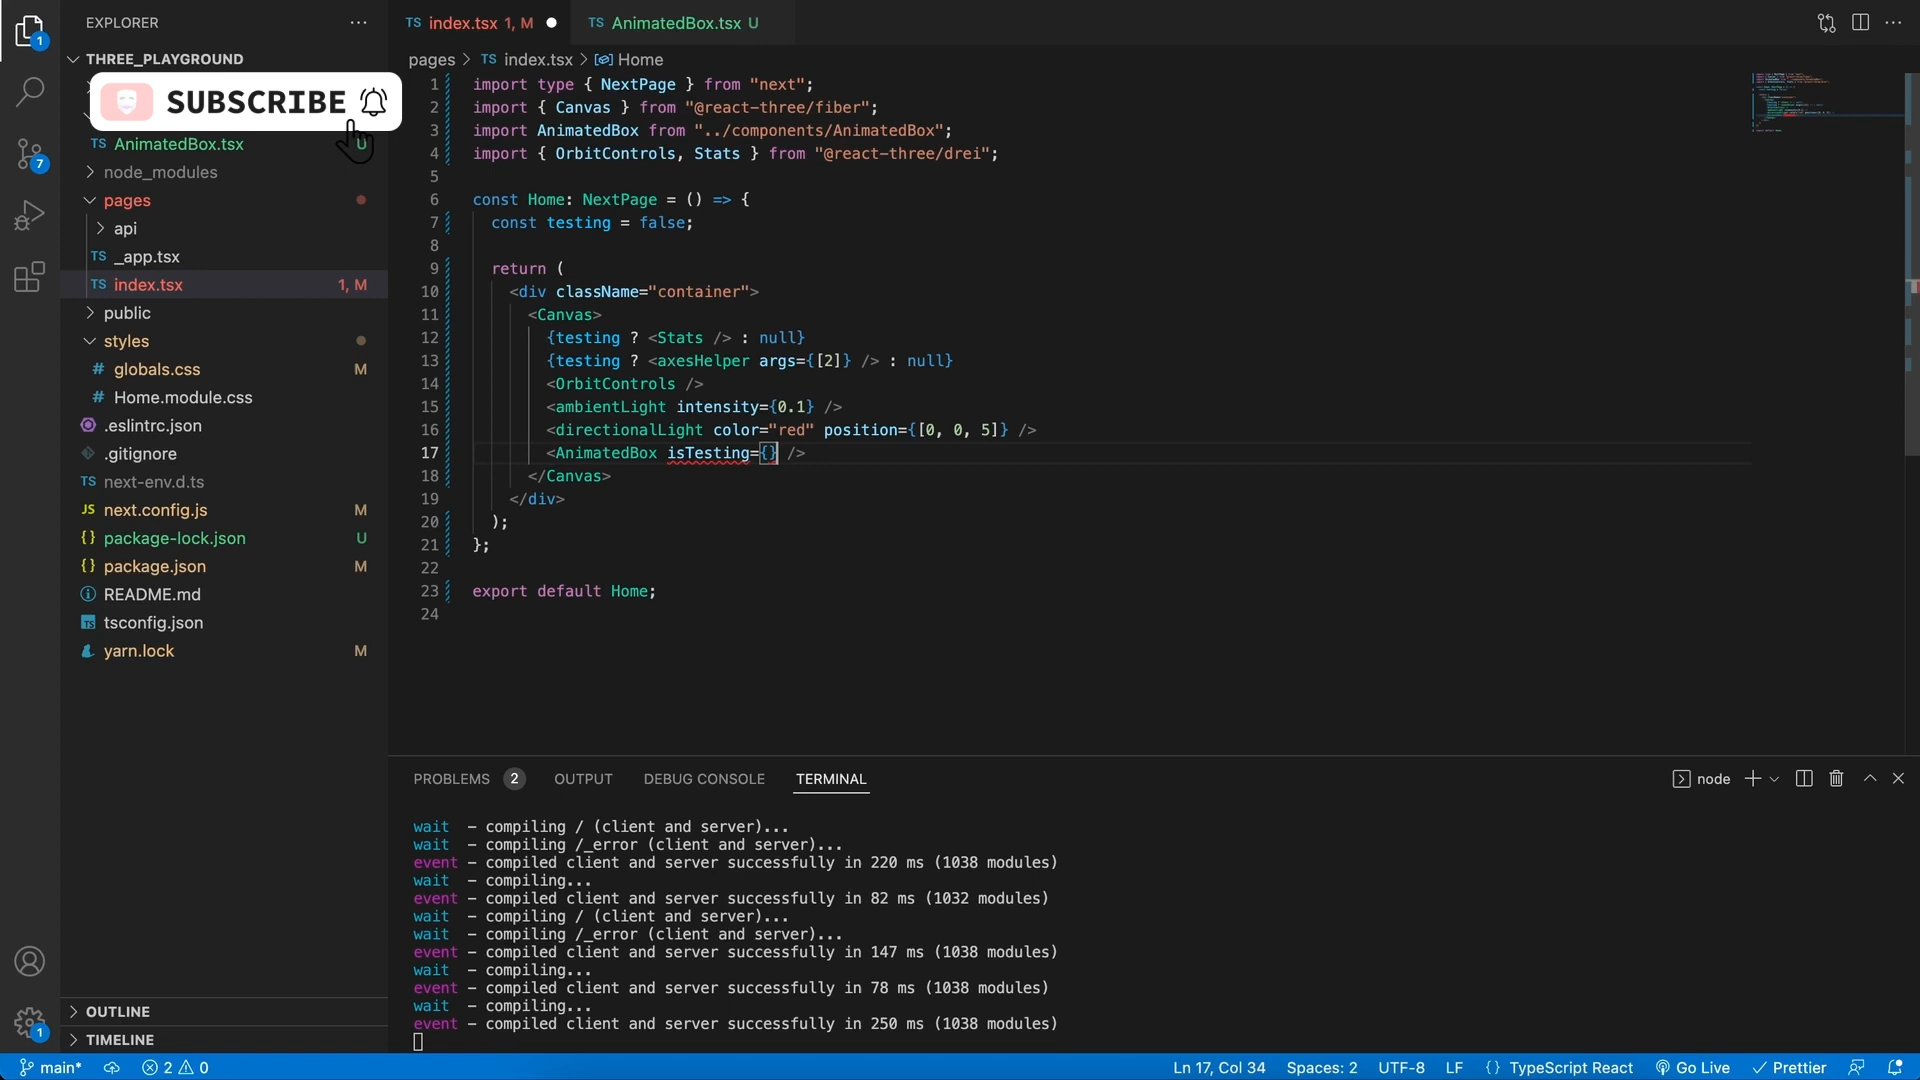 EXPLORER
THREE_PLAYGROUND
SUBSCRIBE
TS AnimatedBox.tsx U
node_modules
pages
api
TS _app.tsx
TS index.tsx 1, M
public
styles
# globals.css M
# Home.module.css
.eslintrc.json
.gitignore
TS next-env.d.ts
JS next.config.js M
{} package-lock.json U
{} package.json M
README.md
TS tsconfig.json
yarn.lock M
OUTLINE
TIMELINE
1
7
1
TS index.tsx 1, M
TS AnimatedBox.tsx U
pages > TS index.tsx > Home
1 import type { NextPage } from "next";
2 import { Canvas } from "@react-three/fiber";
3 import AnimatedBox from "../components/AnimatedBox";
4 import { OrbitControls, Stats } from "@react-three/drei";
5
6 const Home: NextPage = () => {
7 const testing = false;
8
9 return (
10 <div className="container">
11 <Canvas>
12 {testing ? <Stats /> : null}
13 {testing ? <axesHelper args={[2]} /> : null}
14 <OrbitControls />
15 <ambientLight intensity={0.1} />
16 <directionalLight color="red" position={[0, 0, 5]} />
17 <AnimatedBox isTesting={} />
18 </Canvas>
19 </div>
20 );
21 };
22
23 export default Home;
24
PROBLEMS 2 OUTPUT DEBUG CONSOLE TERMINAL
node
wait - compiling / (client and server)...
wait - compiling /_error (client and server)...
event - compiled client and server successfully in 220 ms (1038 modules)
wait - compiling...
event - compiled client and server successfully in 82 ms (1032 modules)
wait - compiling / (client and server)...
wait - compiling /_error (client and server)...
event - compiled client and server successfully in 147 ms (1038 modules)
wait - compiling...
event - compiled client and server successfully in 78 ms (1038 modules)
wait - compiling...
event - compiled client and server successfully in 250 ms (1038 modules)
main* 2 0
Ln 17, Col 34 Spaces: 2 UTF-8 LF {} TypeScript React Go Live Prettier